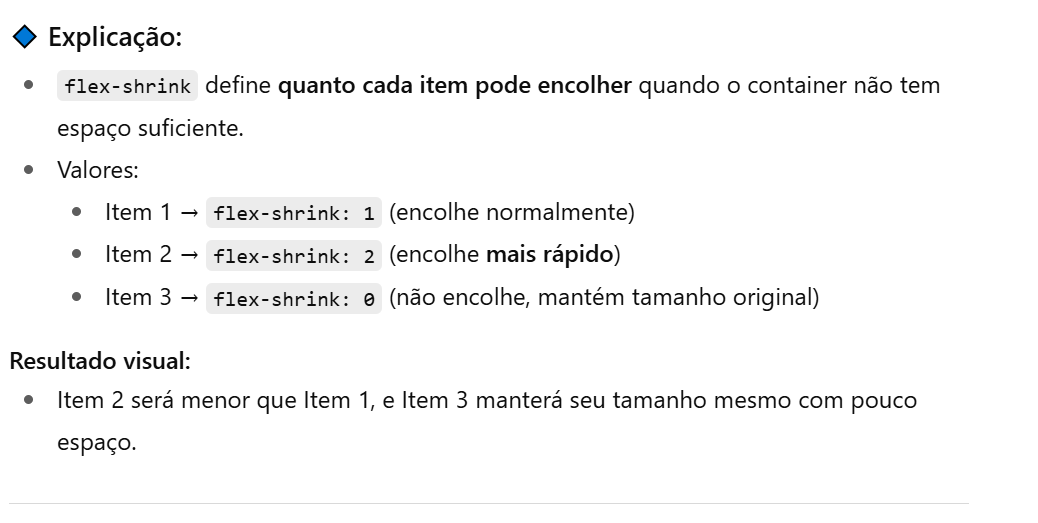 Explicação:
flex-shrink define quanto cada item pode encolher quando o container não tem
espaço suficiente.
Valores:
Item 1 → flex-shrink: 1 (encolhe normalmente)
Item 2 → flex-shrink: 2 (encolhe mais rápido)
Item 3 → flex-shrink: 0 (não encolhe, mantém tamanho original)
Resultado visual:
Item 2 será menor que Item 1, e Item 3 manterá seu tamanho mesmo com pouco
espaço.